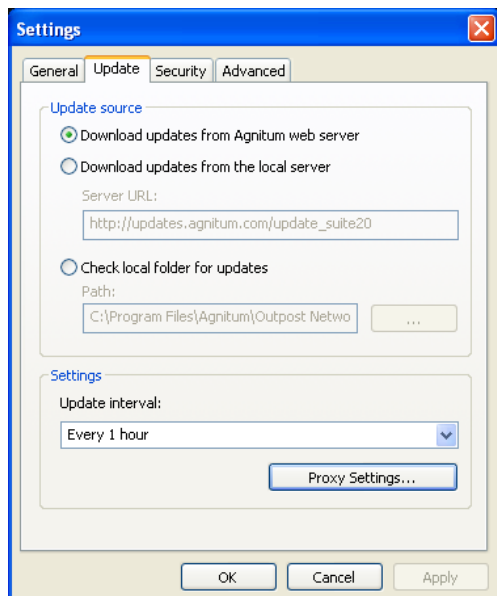 Settings
General Update Security Advanced
Update source
Download updates from Agnitum web server
Download updates from the local server
Server URL:
http://updates.agnitum.com/update_suite20
Check local folder for updates
Path:
C:\Program Files\Agnitum\Outpost Netwo ...
Settings
Update interval:
Every 1 hour
Proxy Settings...
OK Cancel Apply